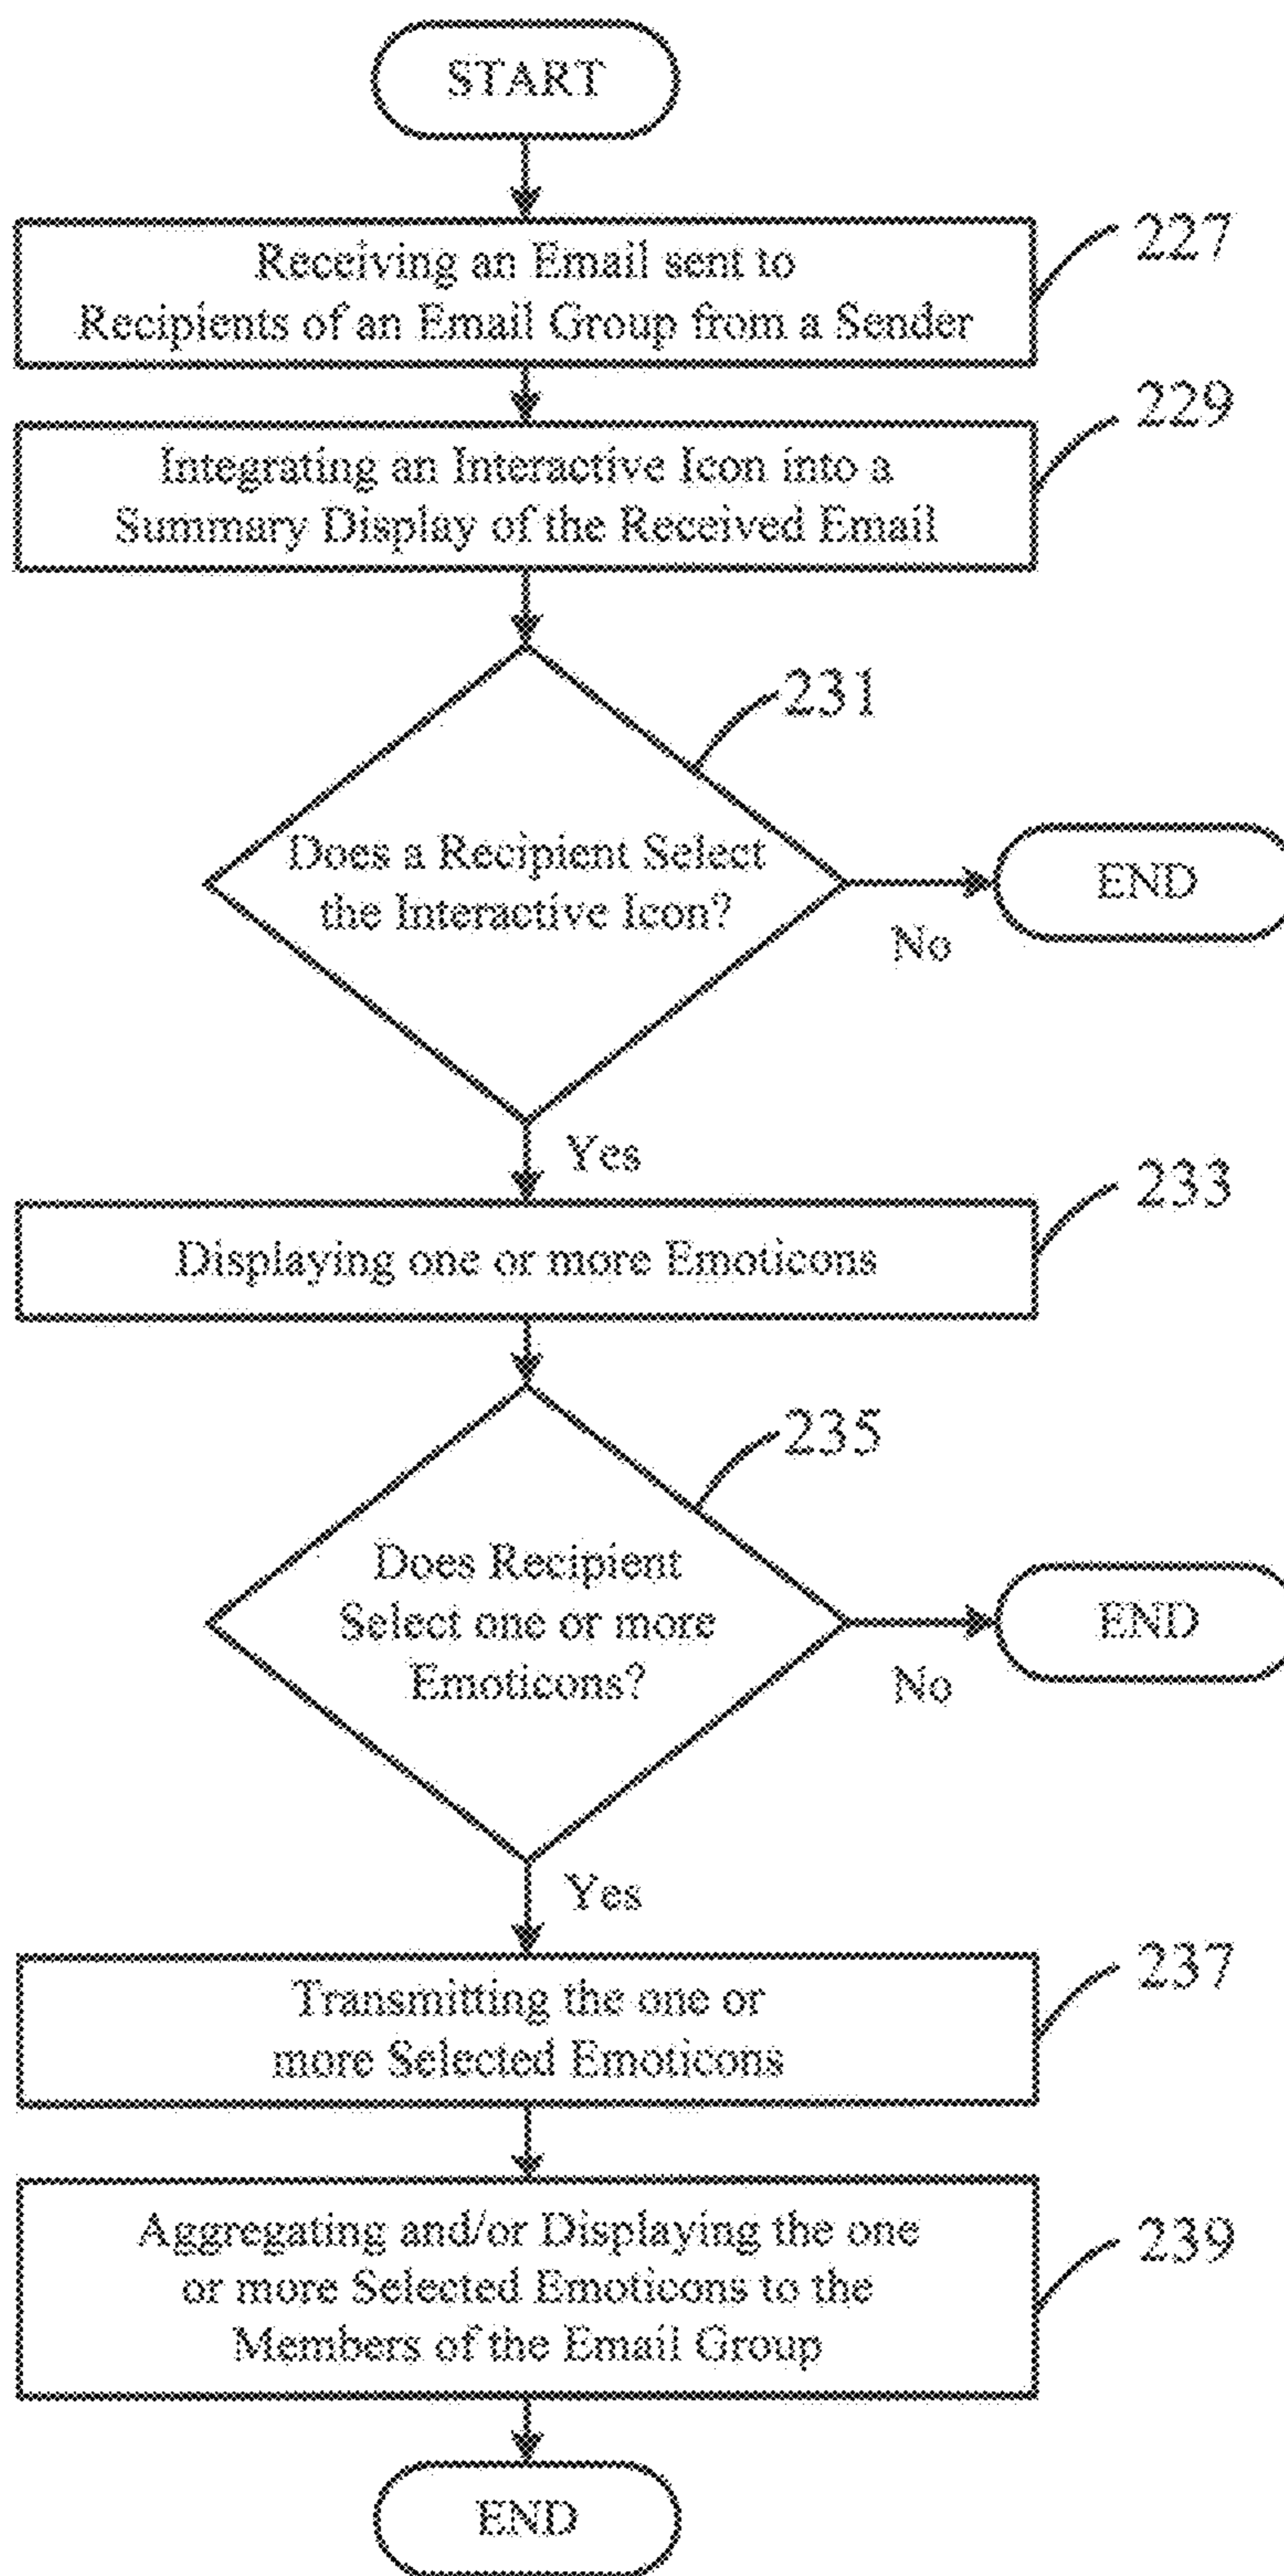 START
Receiving an Email sent to
Recipients of an Email Group from a Sender
227
Integrating an Interactive Icon into a
Summary Display of the Received Email
229
231
Does a Recipient Select
the Interactive Icon?
END
No
Yes
233
Displaying one or more Emoticons
235
Does Recipient
Select one or more
Emoticons?
END
No
Yes
237
Transmitting the one or
more Selected Emoticons
Aggregating and/or Displaying the one
or more Selected Emoticons to the
Members of the Email Group
239
END